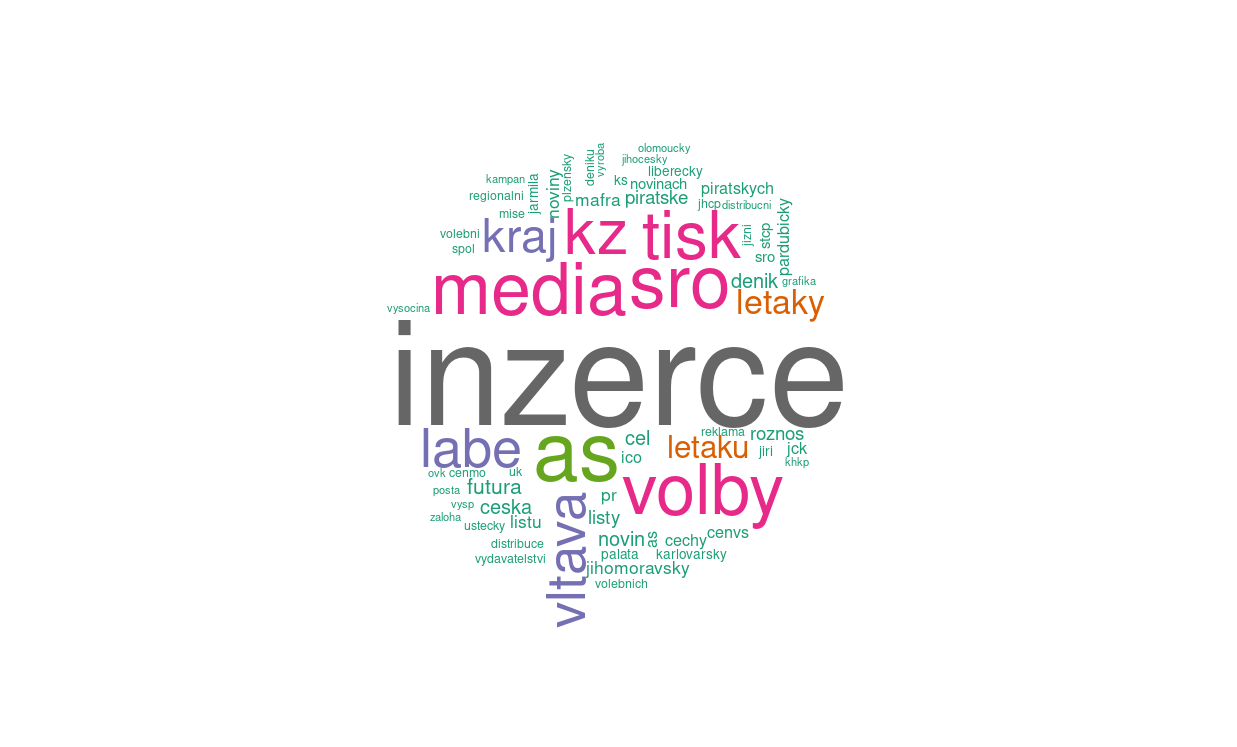 olomoucky
jihocesky
liberecky
vyroba
deniku
plzensky
noviny
jarmila
kampan
regionalni
mise
volebni
spol
ks
novinach
piratskych
mafra
piratske
jhcp
distribucni
kraj
kz
tisk
jizni
stcp
pardubicky
sro
media
sro
denik
grafika
letaky
vysocina
inzerce
labe
as
cel
ico
reklama
roznos
letaku
jiri
jck
khkp
ovk
cenmo
uk
futura
posta
vysp
ceska
zaloha
ustecky
listu
vltava
pr
volby
listy
novin
as
cechy
cenvs
distribuce
vydavatelstvi
palata
karlovarsky
jihomoravsky
volebnich